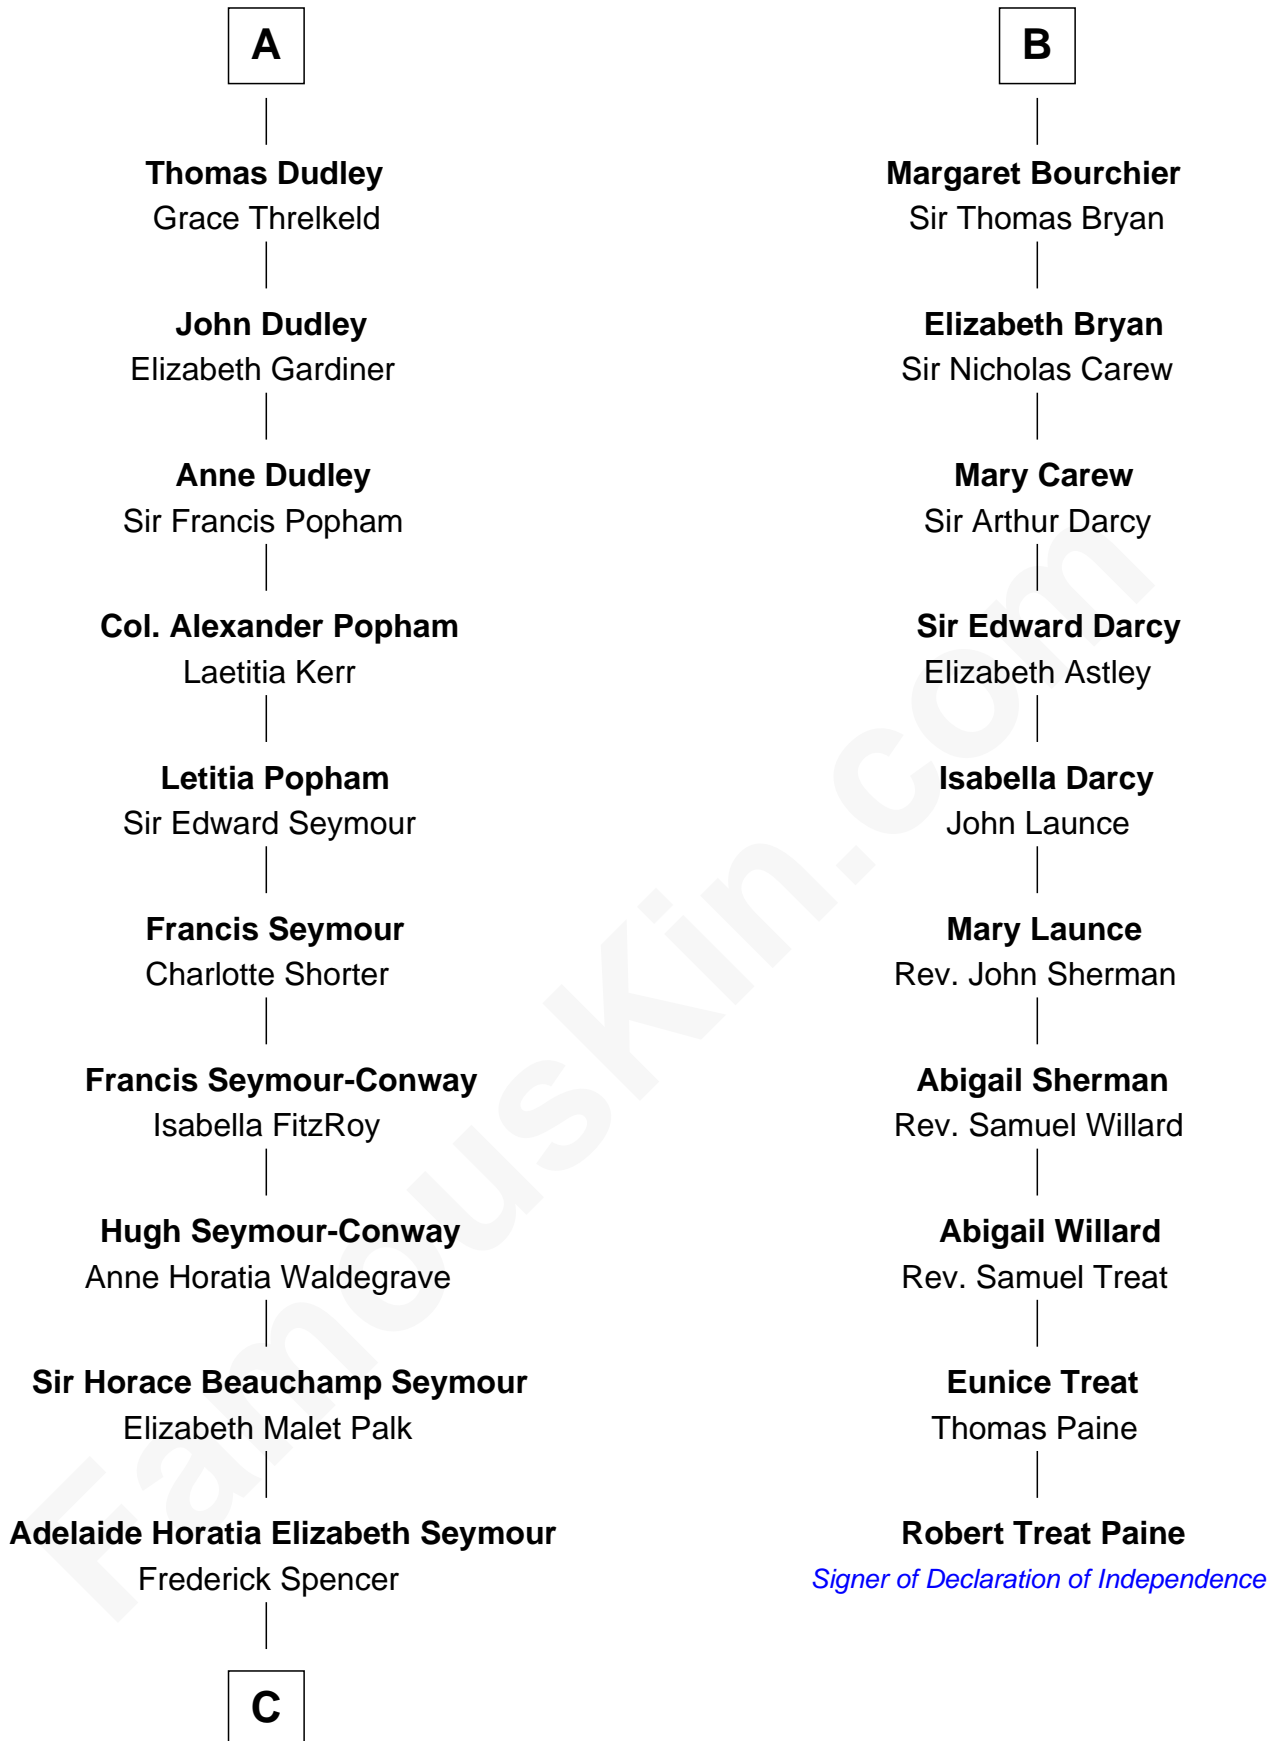 A
Thomas Dudley
Grace Threlkeld
John Dudley
Elizabeth Gardiner
Anne Dudley
Sir Francis Popham
Col. Alexander Popham
Laetitia Kerr
Letitia Popham
Sir Edward Seymour
Francis Seymour
Charlotte Shorter
Francis Seymour-Conway
Isabella FitzRoy
Hugh Seymour-Conway
Anne Horatia Waldegrave
Sir Horace Beauchamp Seymour
Elizabeth Malet Palk
Adelaide Horatia Elizabeth Seymour
Frederick Spencer
C
B
Margaret Bourchier
Sir Thomas Bryan
Elizabeth Bryan
Sir Nicholas Carew
Mary Carew
Sir Arthur Darcy
Sir Edward Darcy
Elizabeth Astley
Isabella Darcy
John Launce
Mary Launce
Rev. John Sherman
Abigail Sherman
Rev. Samuel Willard
Abigail Willard
Rev. Samuel Treat
Eunice Treat
Thomas Paine
Robert Treat Paine
Signer of Declaration of Independence
FamousKin.com